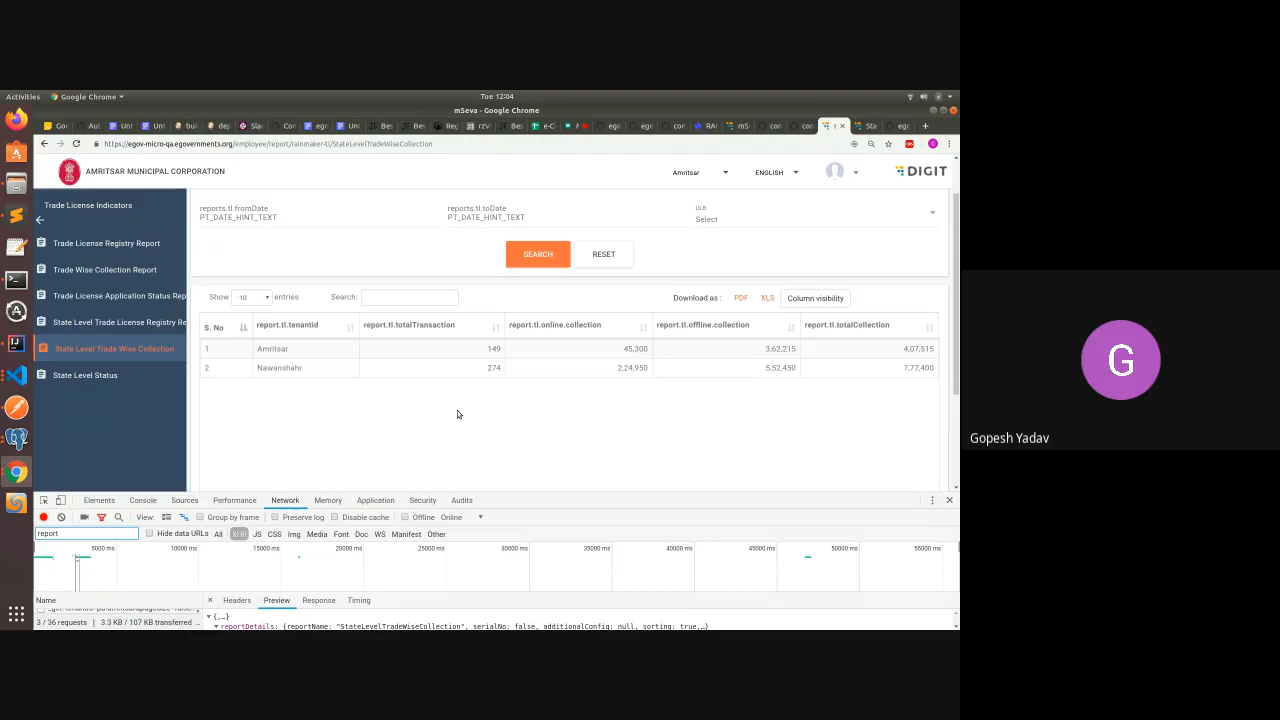 Activities Google Chrome Tue 12:04
mSeva - Google Chrome
https://egov-micro-qa.egovernments.org/employee/report/rainmaker-tl/StateLevelTradeWiseCollection
AMRITSAR MUNICIPAL CORPORATION Amritsar ENGLISH DIGIT
Trade License Indicators
Trade License Registry Report
Trade Wise Collection Report
Trade License Application Status Rep
State Level Trade License Registry Re
State Level Trade Wise Collection
State Level Status
reports.tl.fromDate reports.tl.toDate ULB
PT_DATE_HINT_TEXT PT_DATE_HINT_TEXT Select
SEARCH RESET
Show 10 entries Search: Download as : PDF XLS Column visibility
S. No report.tl.tenantid report.tl.totalTransaction report.tl.online.collection report.tl.offline.collection report.tl.totalCollection
1 Amritsar 149 45,300 3,62,215 4,07,515
2 Nawanshahr 274 2,24,950 5,52,450 7,77,400
Elements Console Sources Performance Network Memory Application Security Audits
View: Group by frame Preserve log Disable cache Offline Online
report Hide data URLs All XHR JS CSS Img Media Font Doc WS Manifest Other
5000 ms 10000 ms 15000 ms 20000 ms 25000 ms 30000 ms 35000 ms 40000 ms 45000 ms 50000 ms 55000 ms
Name × Headers Preview Response Timing
{,…}
3 / 36 requests | 3.3 KB / 107 KB transferred ...
reportDetails: {reportName: "StateLevelTradeWiseCollection", serialNo: false, additionalConfig: null, sorting: true,…}
G
Gopesh Yadav